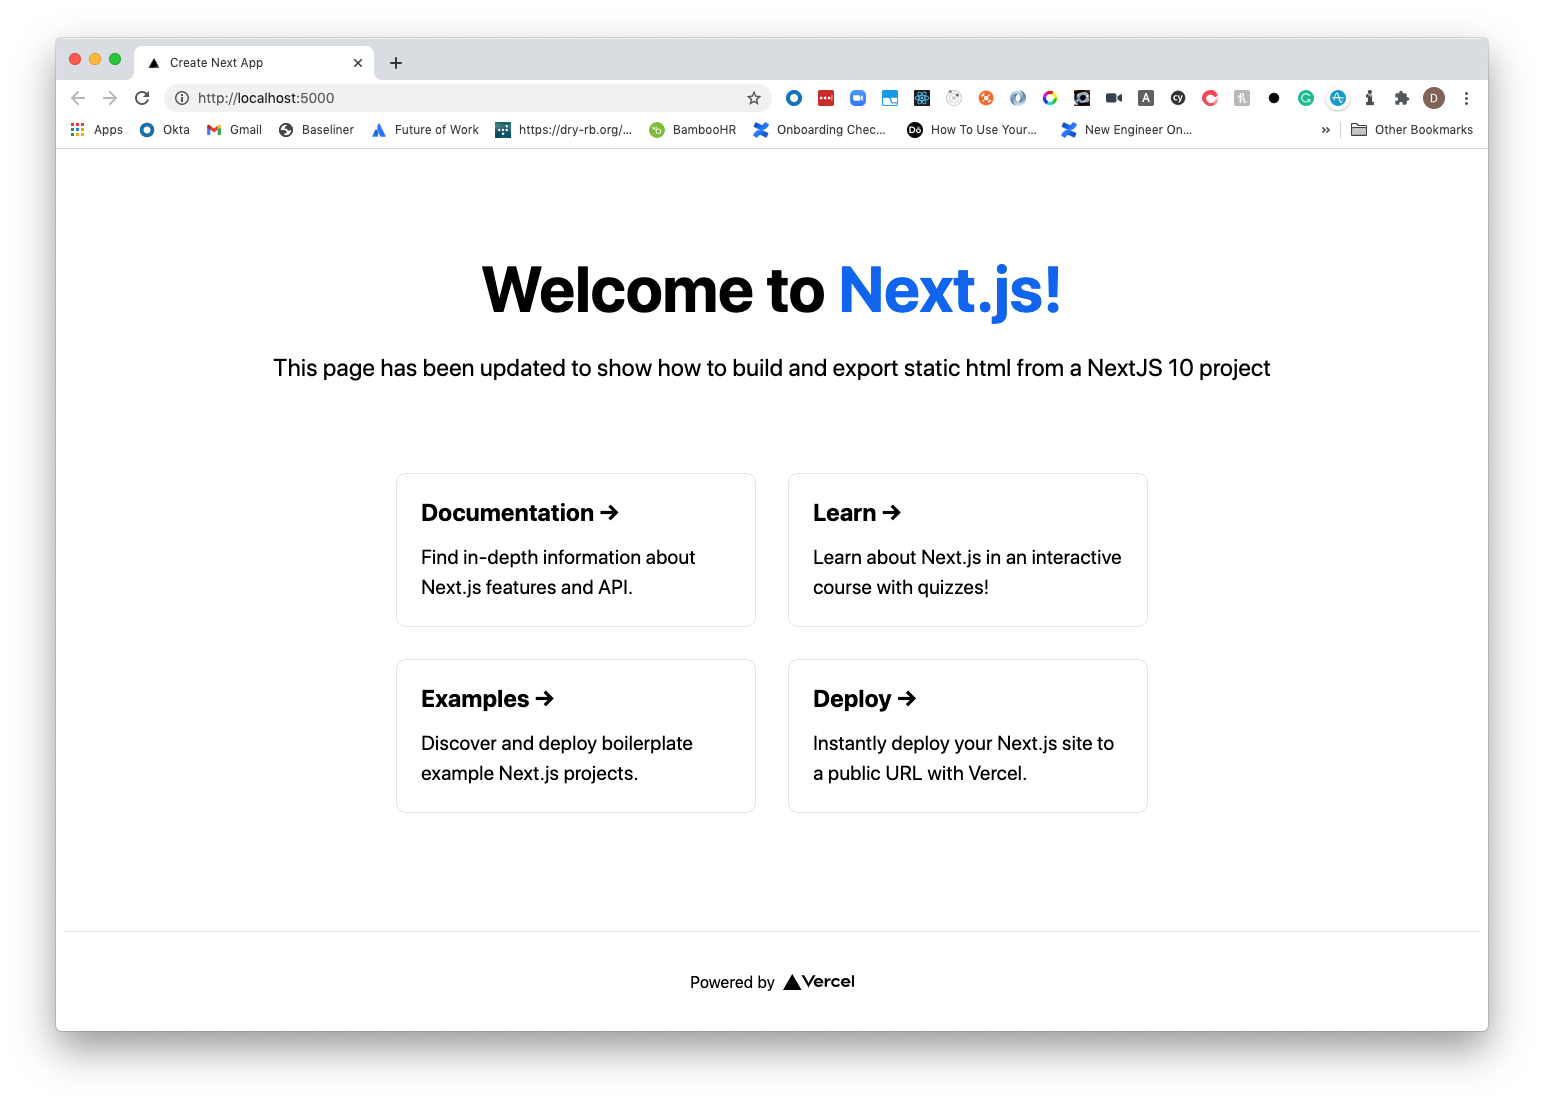 Create Next App
http://localhost:5000
A
cy
D
Apps
Okta
Gmail
Baseliner
Future of Work
https://dry-rb.org/...
BambooHR
Onboarding Chec...
Dō
How To Use Your...
New Engineer On...
»
Other Bookmarks
Welcome to Next.js!
This page has been updated to show how to build and export static html from a NextJS 10 project
Documentation →
Find in-depth information about
Next.js features and API.
Learn →
Learn about Next.js in an interactive
course with quizzes!
Examples →
Discover and deploy boilerplate
example Next.js projects.
Deploy →
Instantly deploy your Next.js site to
a public URL with Vercel.
Powered by Vercel